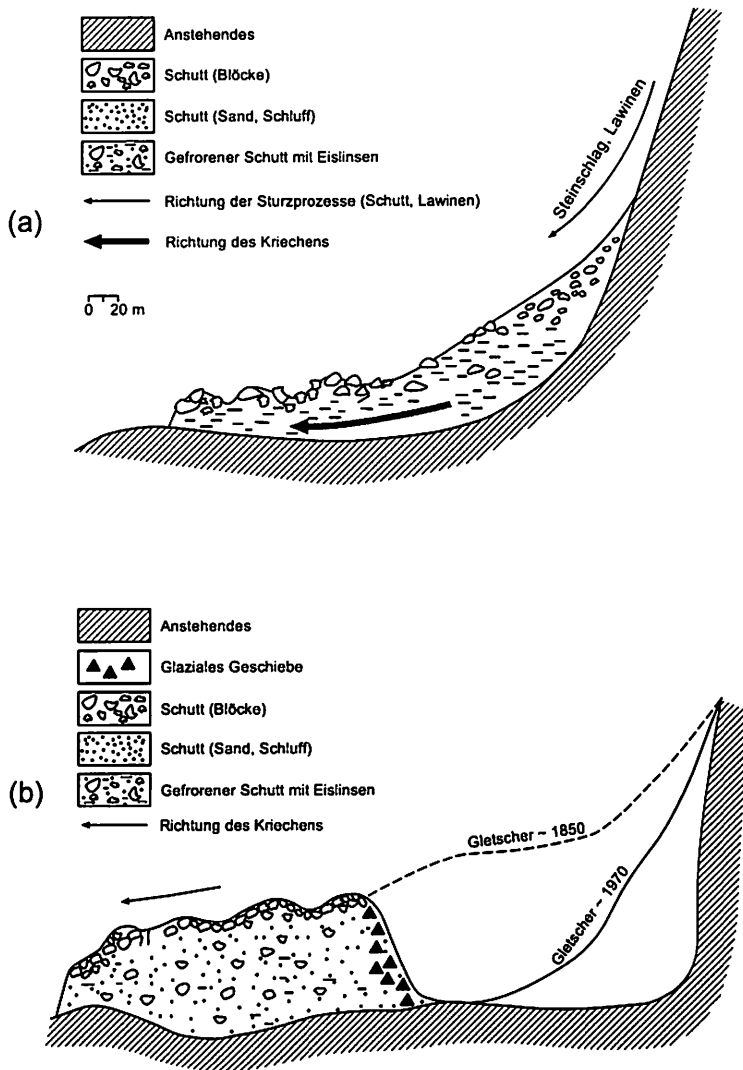 Anstehendes
Schutt (Blöcke)
Schutt (Sand, Schluff)
Gefrorener Schutt mit Eislinsen
Richtung der Sturzprozesse (Schutt, Lawinen)
(a)
Richtung des Kriechens
0 20 m
Steinschlag, Lawinen
Anstehendes
Glaziales Geschiebe
Schutt (Blöcke)
Schutt (Sand, Schluff)
(b)
Gefrorener Schutt mit Eislinsen
Richtung des Kriechens
Gletscher ~ 1850
Gletscher ~ 1970